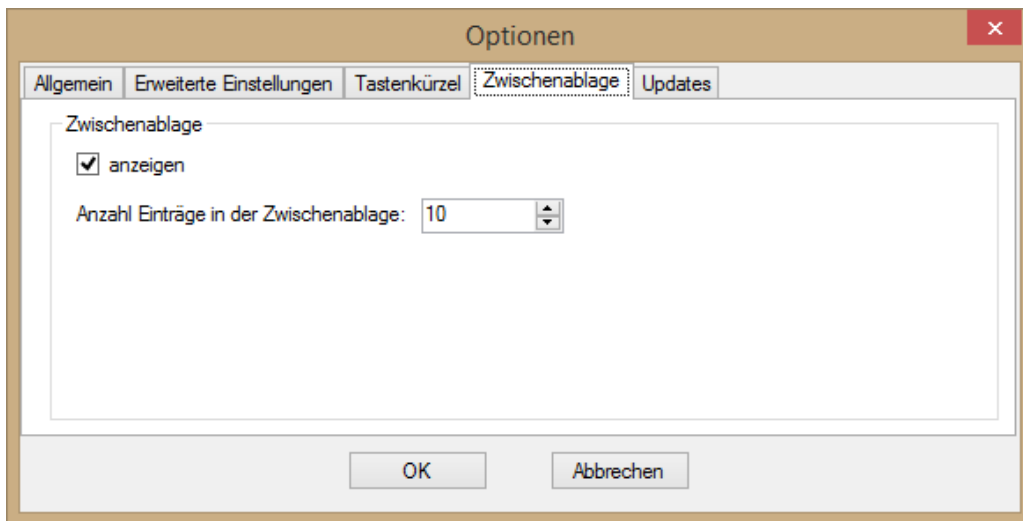 Optionen
Allgemein Erweiterte Einstellungen Tastenkürzel Zwischenablage Updates
Zwischenablage
anzeigen
Anzahl Einträge in der Zwischenablage: 10
OK Abbrechen